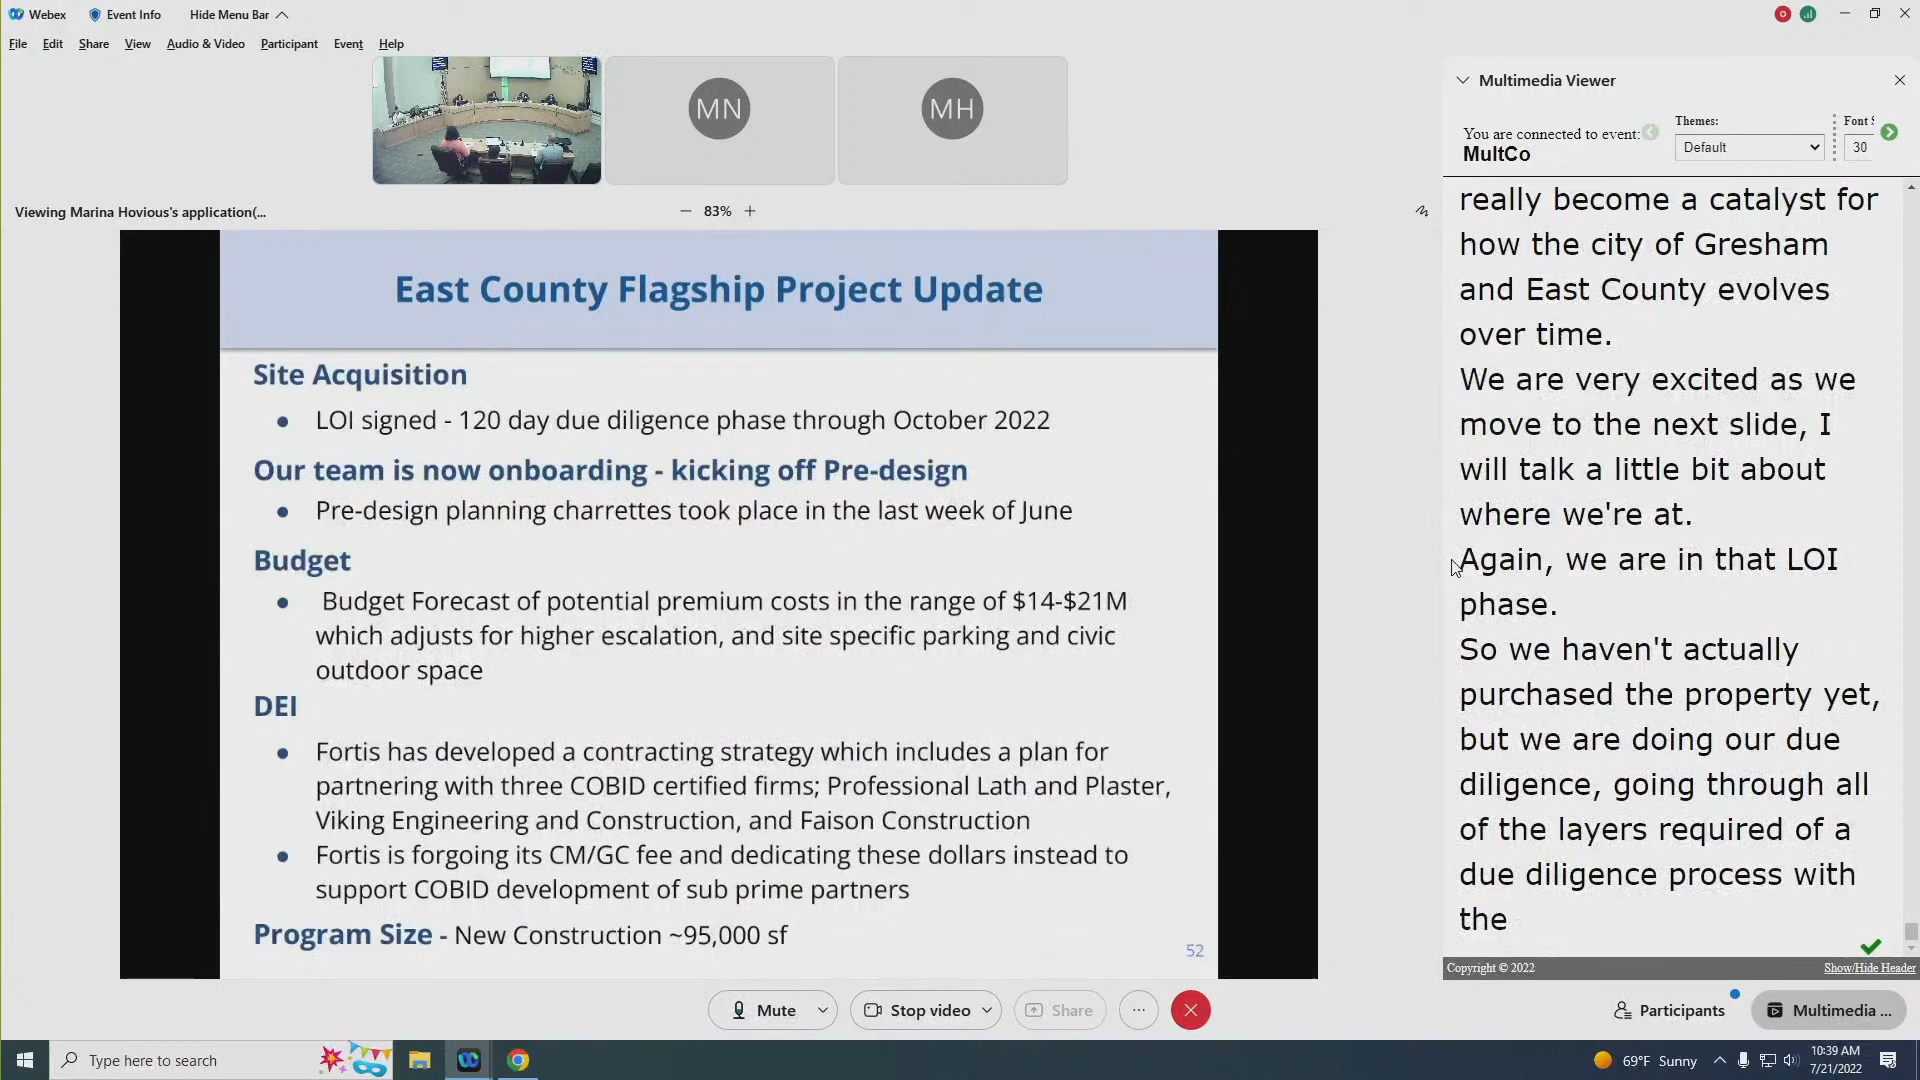 Webex
Event Info
Hide Menu Bar
File
Edit
Share
View
Audio & Video
Participant
Event
Help
MN
MH
Viewing Marina Hovious's application(...
83%
East County Flagship Project Update
Site Acquisition
LOI signed - 120 day due diligence phase through October 2022
Our team is now onboarding - kicking off Pre-design
Pre-design planning charrettes took place in the last week of June
Budget
Budget Forecast of potential premium costs in the range of $14-$21M
which adjusts for higher escalation, and site specific parking and civic
outdoor space
DEI
Fortis has developed a contracting strategy which includes a plan for
partnering with three COBID certified firms; Professional Lath and Plaster,
Viking Engineering and Construction, and Faison Construction
Fortis is forgoing its CM/GC fee and dedicating these dollars instead to
support COBID development of sub prime partners
Program Size - New Construction ~95,000 sf
52
Multimedia Viewer
You are connected to event:
MultCo
Themes:
Default
Font
30
really become a catalyst for
how the city of Gresham
and East County evolves
over time.
We are very excited as we
move to the next slide, I
will talk a little bit about
where we're at.
Again, we are in that LOI
phase.
So we haven't actually
purchased the property yet,
but we are doing our due
diligence, going through all
of the layers required of a
due diligence process with
the
Copyright © 2022
Show/Hide Header
Mute
Stop video
Share
Participants
Multimedia ...
Type here to search
69°F Sunny
10:39 AM
7/21/2022